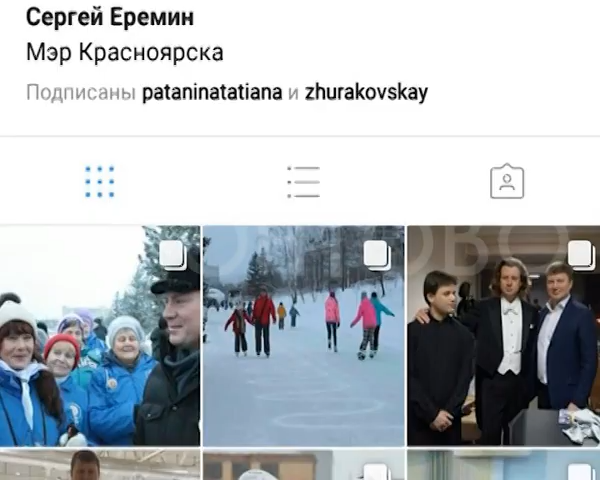 Сергей Еремин
Мэр Красноярска
Подписаны pataninatatiana и zhurakovskay